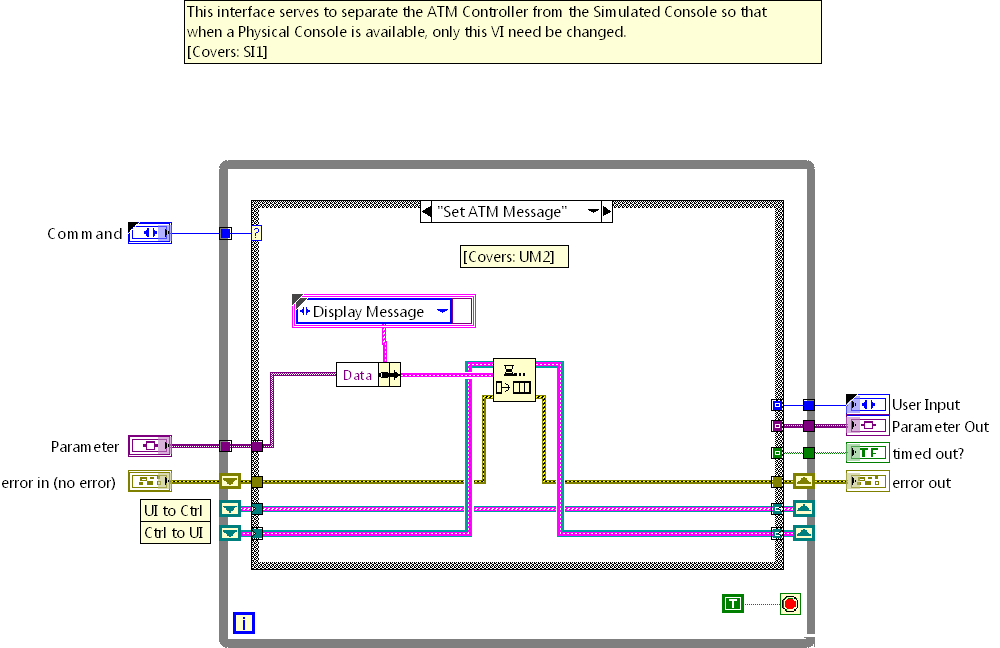 This interface serves to separate the ATM Controller from the Simulated Console so that
when a Physical Console is available, only this VI need be changed.
[Covers: SI1]
"Set ATM Message"
Command
?
[Covers: UM2]
Display Message
Data
User Input
Parameter Out
Parameter
TF
timed out?
error in (no error)
error out
UI to Ctrl
Ctrl to UI
T
i